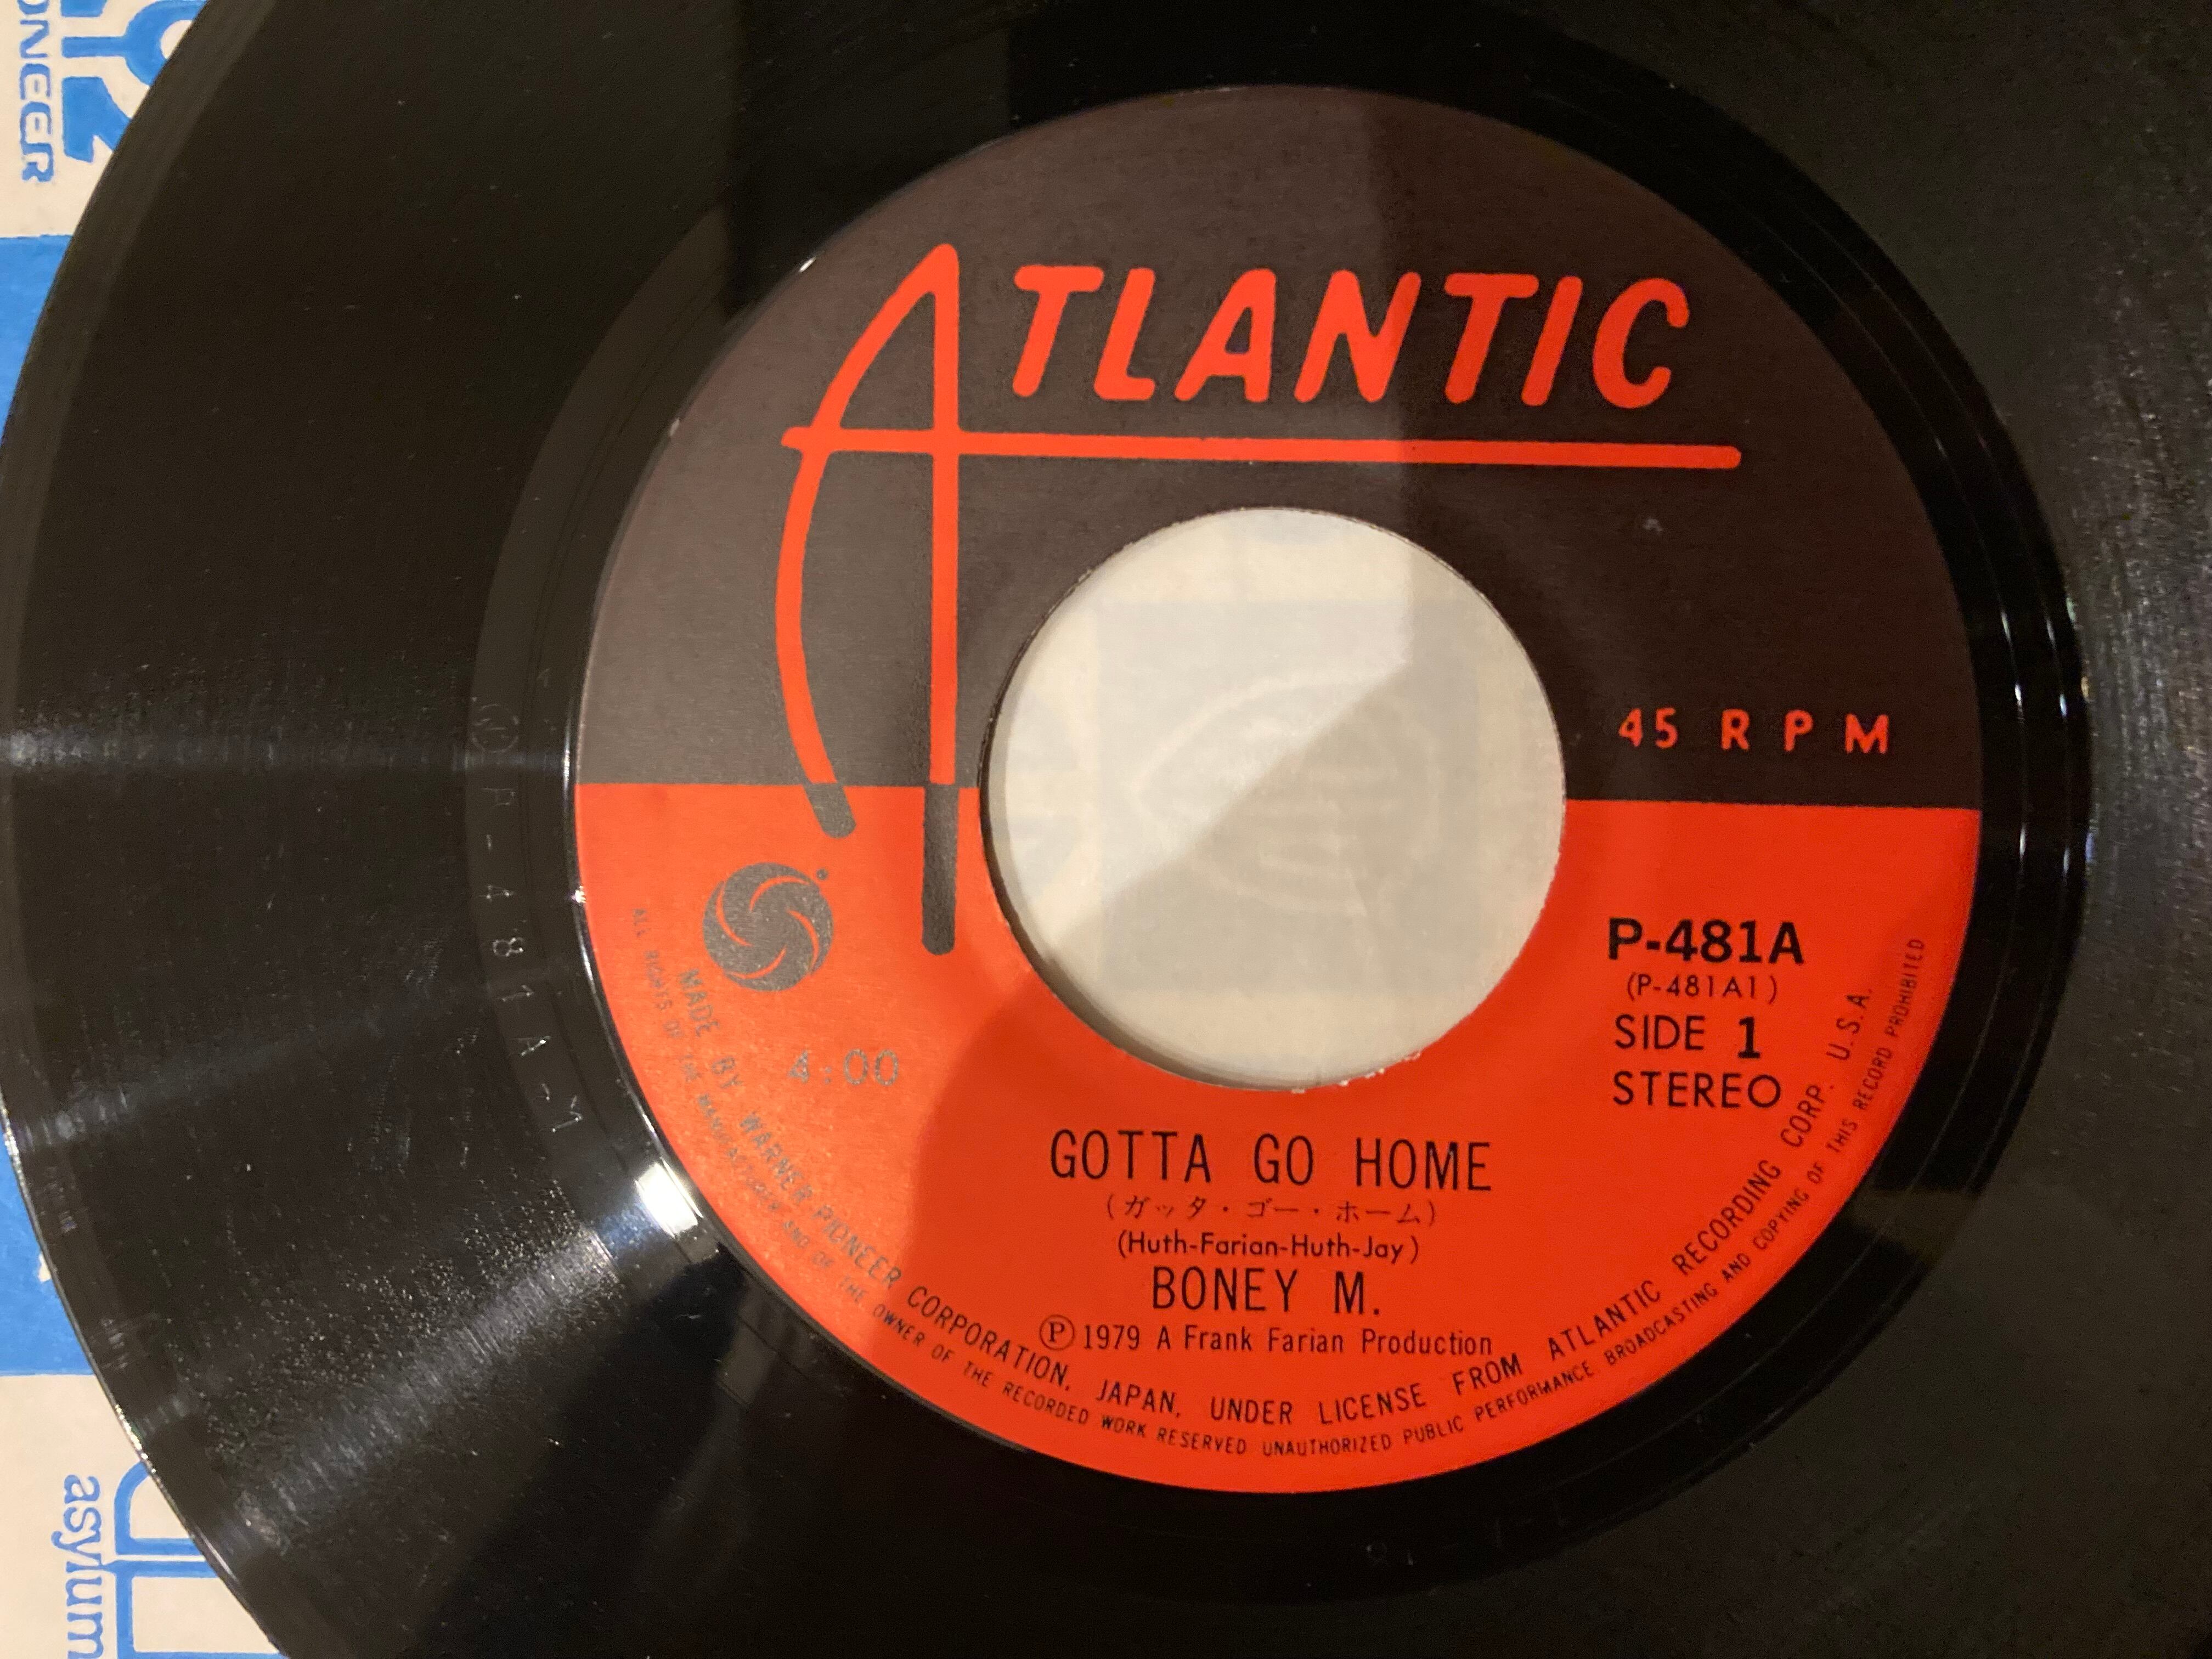 ATLANTIC
45 RPM
P-481A
(P-481A1)
SIDE 1
STEREO
4:00
GOTTA GO HOME
(ガッタ・ゴー・ホーム)
(Huth-Farian-Huth-Jay)
BONEY M.
Ⓟ1979 A Frank Farian Production
MADE BY WARNER-PIONEER CORPORATION, JAPAN, UNDER LICENSE FROM ATLANTIC RECORDING CORP. U.S.A.
ALL RIGHTS OF THE MANUFACTURER AND OF THE OWNER OF THE RECORDED WORK RESERVED UNAUTHORIZED PUBLIC PERFORMANCE BROADCASTING AND COPYING OF THIS RECORD PROHIBITED
P-481A-1
asylum